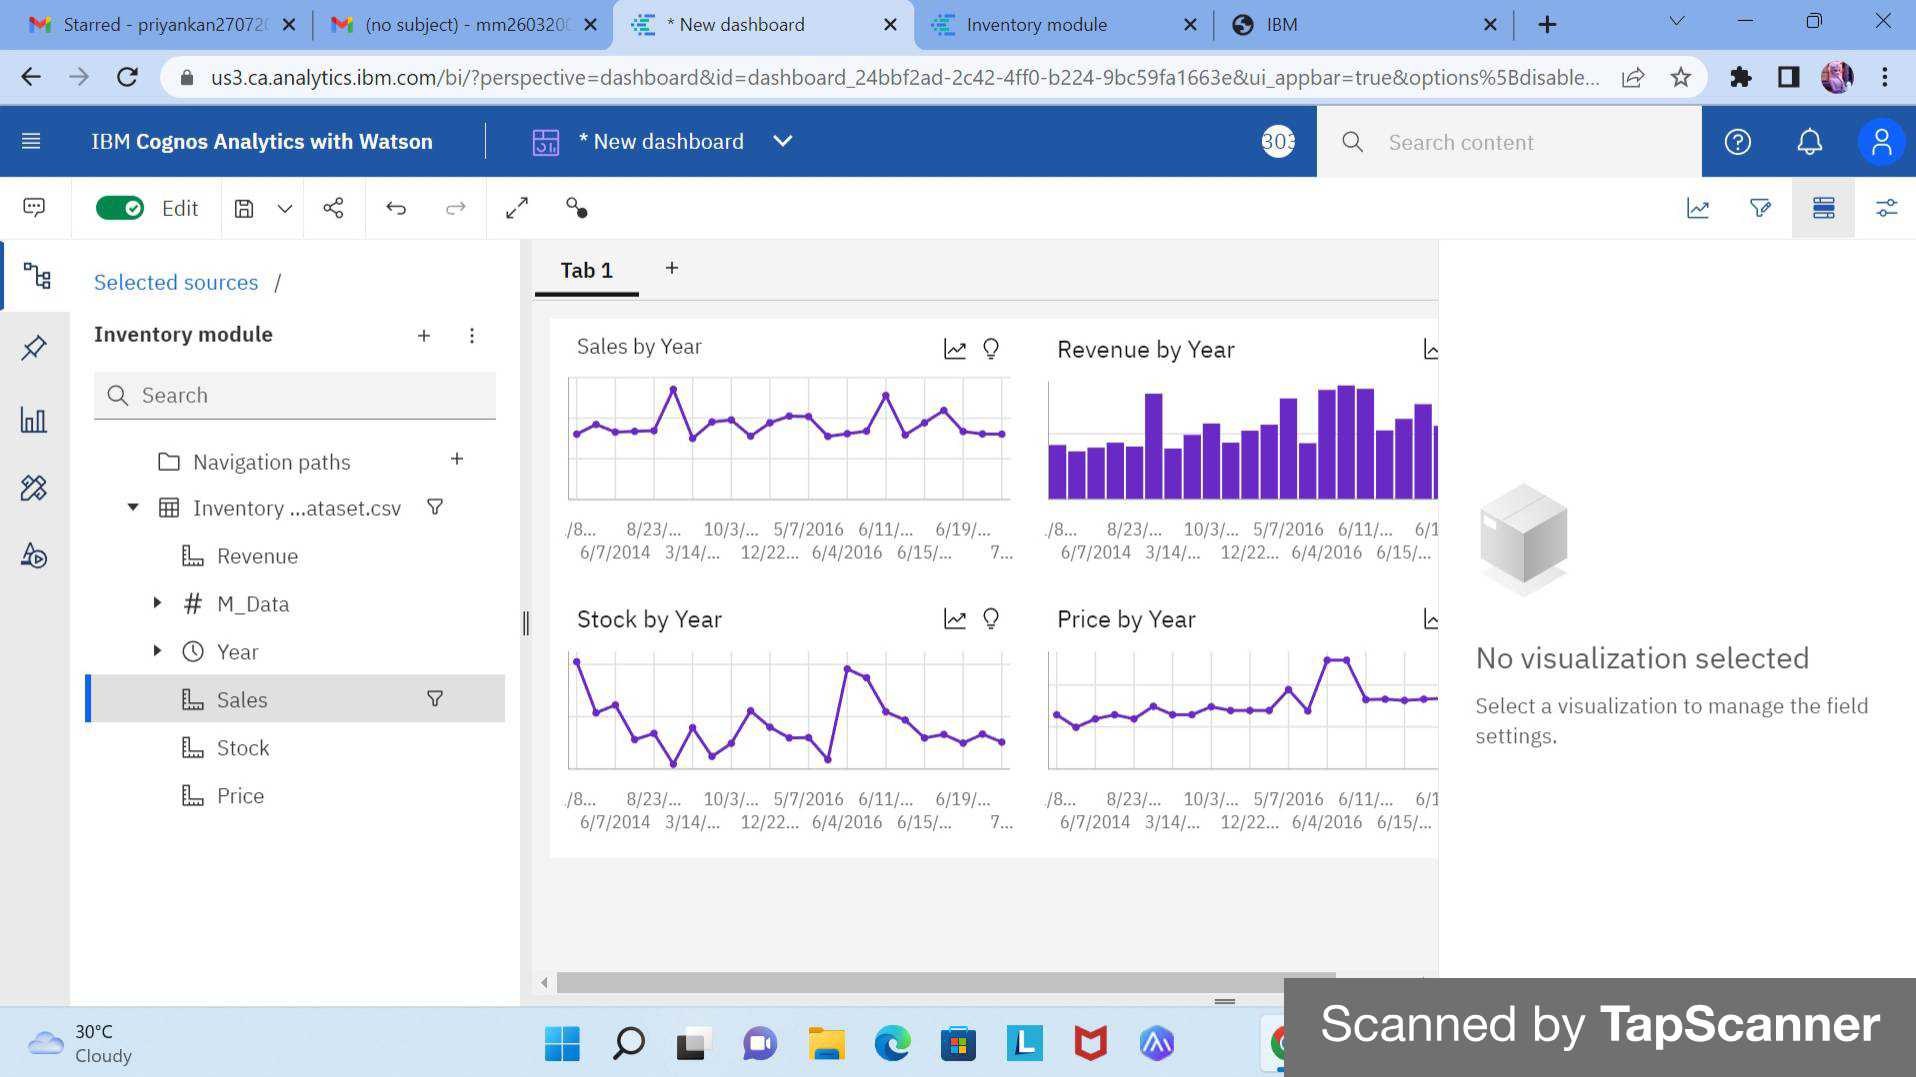 Starred - priyankan27072
(no subject) - mm260320
* New dashboard
Inventory module
IBM
us3.ca.analytics.ibm.com/bi/?perspective=dashboard&id=dashboard_24bbf2ad-2c42-4ff0-b224-9bc59fa1663e&ui_appbar=true&options%5Bdisable...
IBM Cognos Analytics with Watson
* New dashboard
303
Search content
Edit
Selected sources /
Inventory module
Search
Navigation paths
Inventory ...ataset.csv
Revenue
# M_Data
Year
Sales
Stock
Price
Tab 1 +
Sales by Year
/8... 8/23/... 10/3/... 5/7/2016 6/11/... 6/19/...
6/7/2014 3/14/... 12/22... 6/4/2016 6/15/... 7...
Revenue by Year
/8... 8/23/... 10/3/... 5/7/2016 6/11/... 6/1
6/7/2014 3/14/... 12/22... 6/4/2016 6/15/...
Stock by Year
/8... 8/23/... 10/3/... 5/7/2016 6/11/... 6/19/...
6/7/2014 3/14/... 12/22... 6/4/2016 6/15/... 7...
Price by Year
/8... 8/23/... 10/3/... 5/7/2016 6/11/... 6/1
6/7/2014 3/14/... 12/22... 6/4/2016 6/15/...
No visualization selected
Select a visualization to manage the field
settings.
30°C
Cloudy
L
Scanned by TapScanner